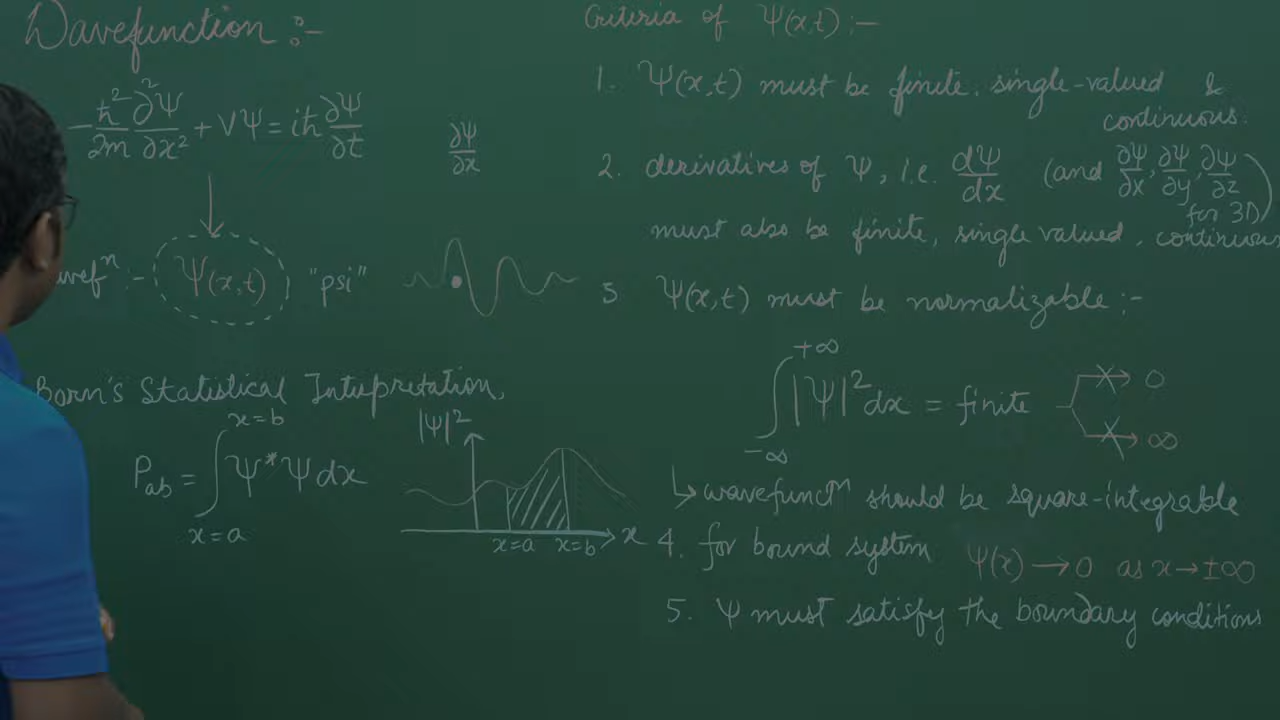 Wavefunction :-
-ħ²/2m ∂²Ψ/∂x² + VΨ = iħ ∂Ψ/∂t
∂Ψ/∂x
avefⁿ :- Ψ(x,t) "psi"
Born's Statistical Interpretation,
P_ab = ∫_{x=a}^{x=b} Ψ*Ψ dx
|Ψ|²
x=a x=b x
Criteria of Ψ(x,t) :-
1. Ψ(x,t) must be finite, single-valued &
continuous.
2. derivatives of Ψ, i.e. dΨ/dx (and ∂Ψ/∂x, ∂Ψ/∂y, ∂Ψ/∂z)
for 3D
must also be finite, single valued, continuous
3 Ψ(x,t) must be normalizable :-
∫_{-∞}^{+∞} |Ψ|² dx = finite
0
∞
↳ wavefunctⁿ should be square-integrable
4. for bound system Ψ(x) → 0 as x → ±∞
5. Ψ must satisfy the boundary conditions